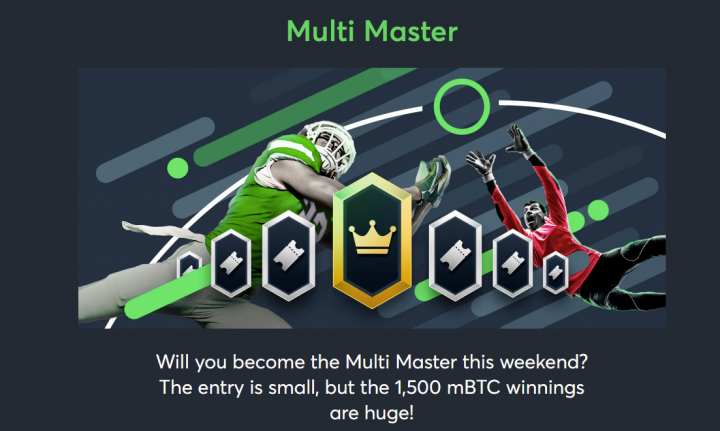 Multi Master
Will you become the Multi Master this weekend?
The entry is small, but the 1,500 mBTC winnings
are huge!